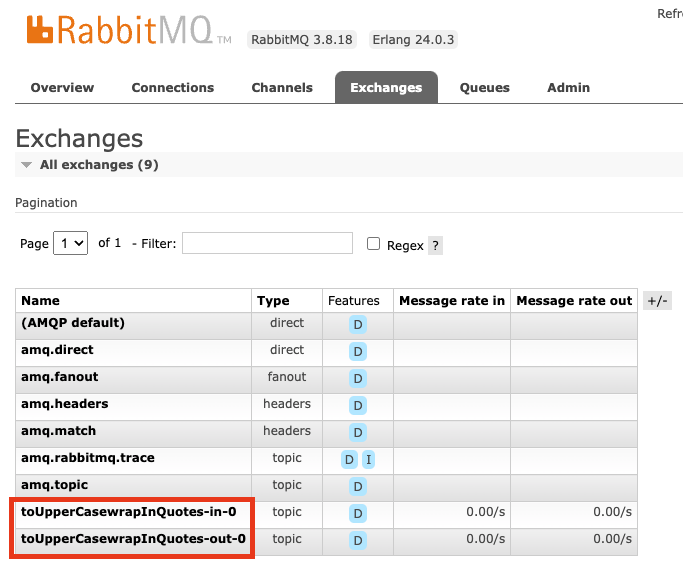 RabbitMQ TM RabbitMQ 3.8.18 Erlang 24.0.3 Refre
Overview Connections Channels Exchanges Queues Admin
Exchanges
All exchanges (9)
Pagination
Page 1 of 1 - Filter: Regex ?
Name Type Features Message rate in Message rate out +/-
(AMQP default) direct D
amq.direct direct D
amq.fanout fanout D
amq.headers headers D
amq.match headers D
amq.rabbitmq.trace topic D I
amq.topic topic D
toUpperCasewrapInQuotes-in-0 topic D 0.00/s 0.00/s
toUpperCasewrapInQuotes-out-0 topic D 0.00/s 0.00/s